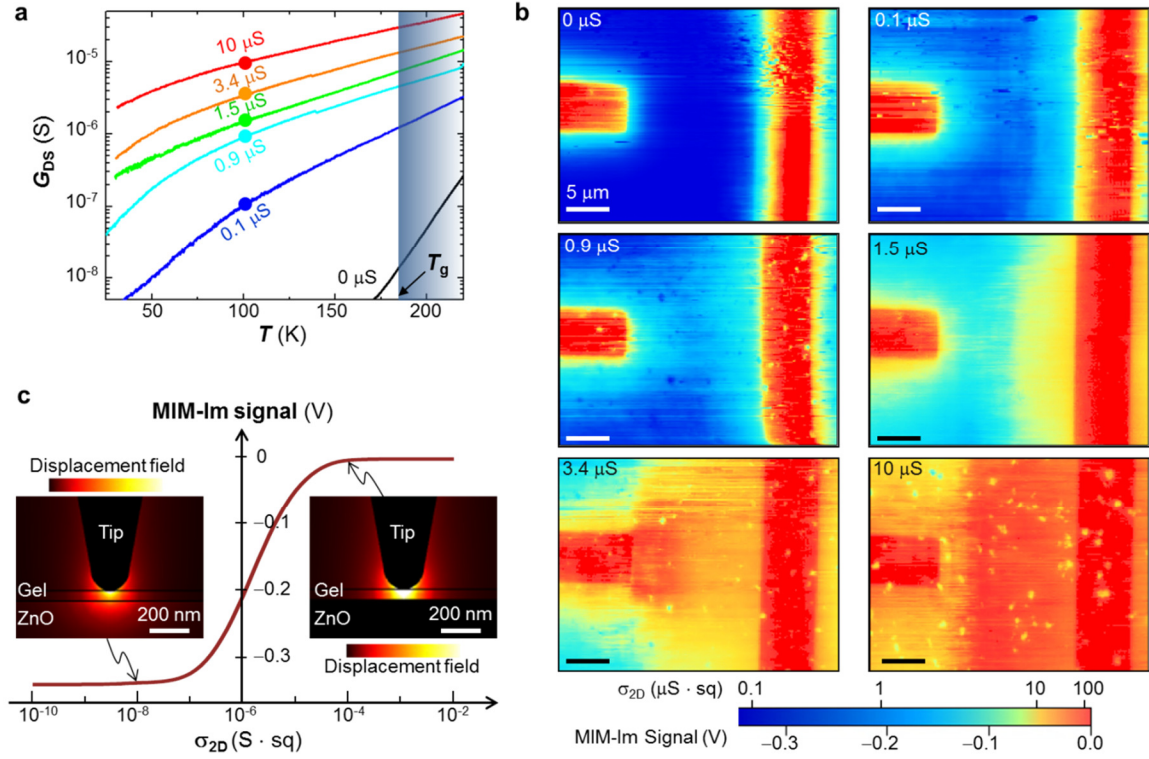 a
G_DS (S)
10⁻⁵
10⁻⁶
10⁻⁷
10⁻⁸
10 μS
3.4 μS
1.5 μS
0.9 μS
0.1 μS
0 μS
T_g
50
100
150
200
T (K)
b
0 μS
5 μm
0.1 μS
0.9 μS
1.5 μS
3.4 μS
10 μS
σ_2D (μS · sq)
0.1
1
10
100
MIM-Im Signal (V)
−0.3
−0.2
−0.1
0.0
c
MIM-Im signal (V)
0
−0.1
−0.2
−0.3
Displacement field
Tip
Gel
ZnO
200 nm
Tip
Gel
ZnO
200 nm
Displacement field
10⁻¹⁰
10⁻⁸
10⁻⁶
10⁻⁴
10⁻²
σ_2D (S · sq)